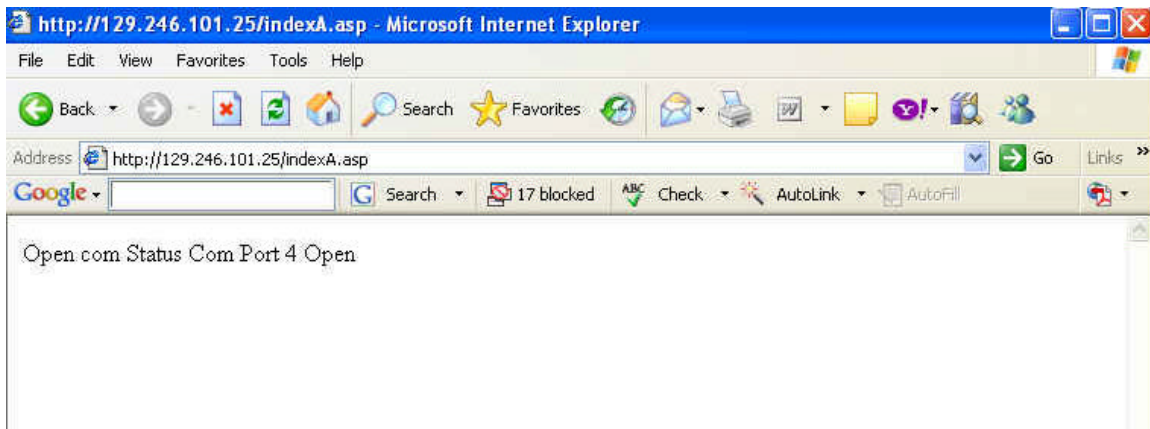 http://129.246.101.25/indexA.asp - Microsoft Internet Explorer
File Edit View Favorites Tools Help
Back Search Favorites
Address http://129.246.101.25/indexA.asp Go Links »
Google G Search 17 blocked ABC Check AutoLink AutoFill
Open com Status Com Port 4 Open